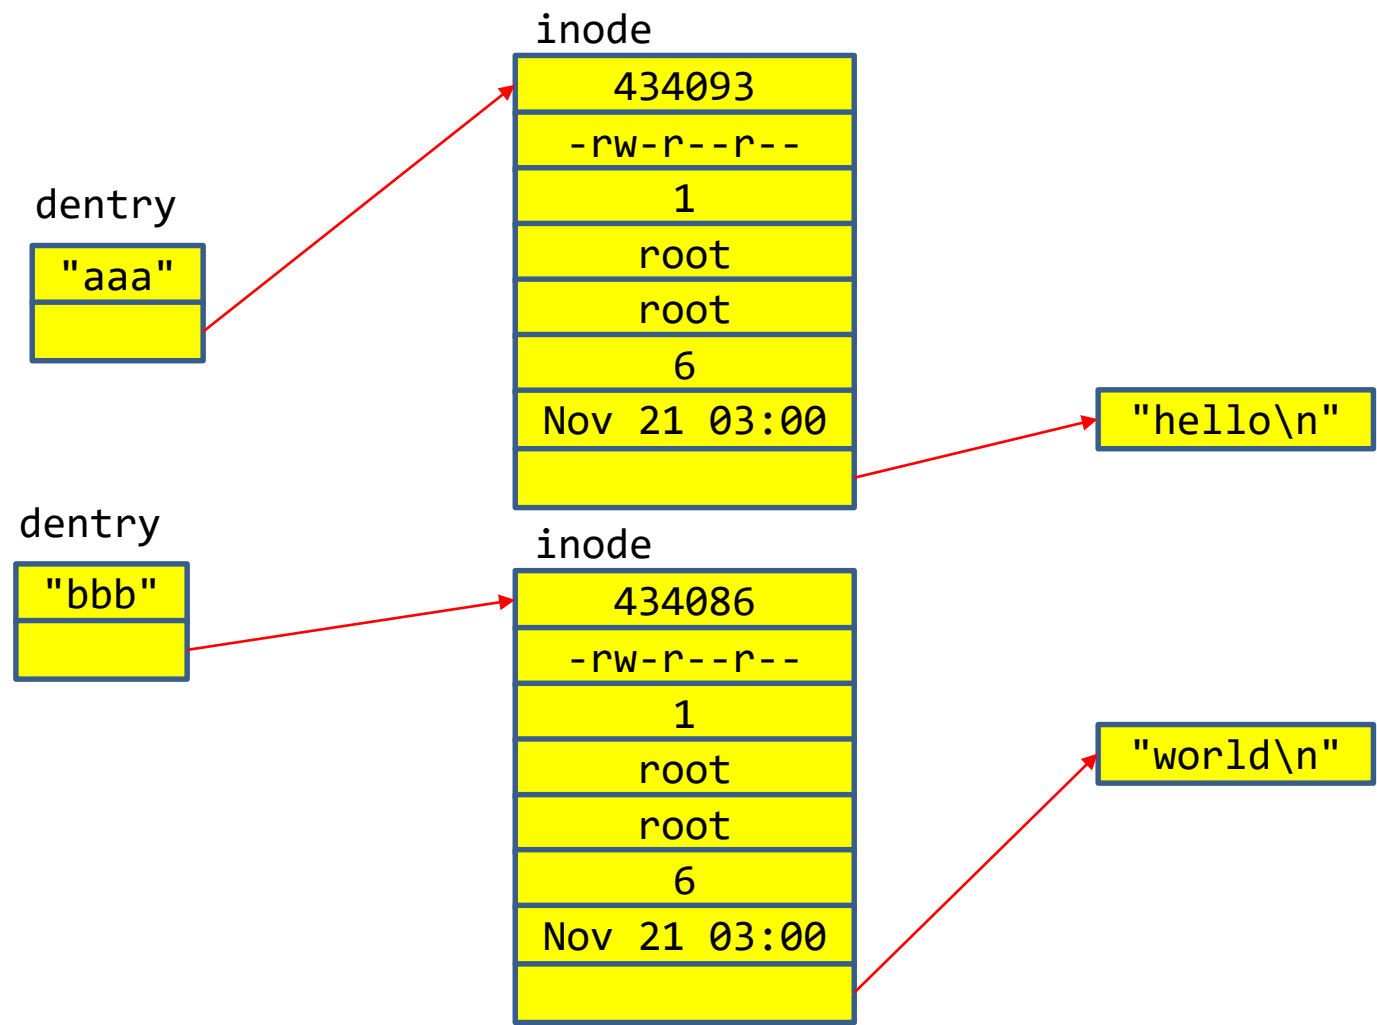 inode
434093
-rw-r--r--
1
root
root
6
Nov 21 03:00
dentry
"aaa"
"hello\n"
dentry
"bbb"
inode
434086
-rw-r--r--
1
root
root
6
Nov 21 03:00
"world\n"